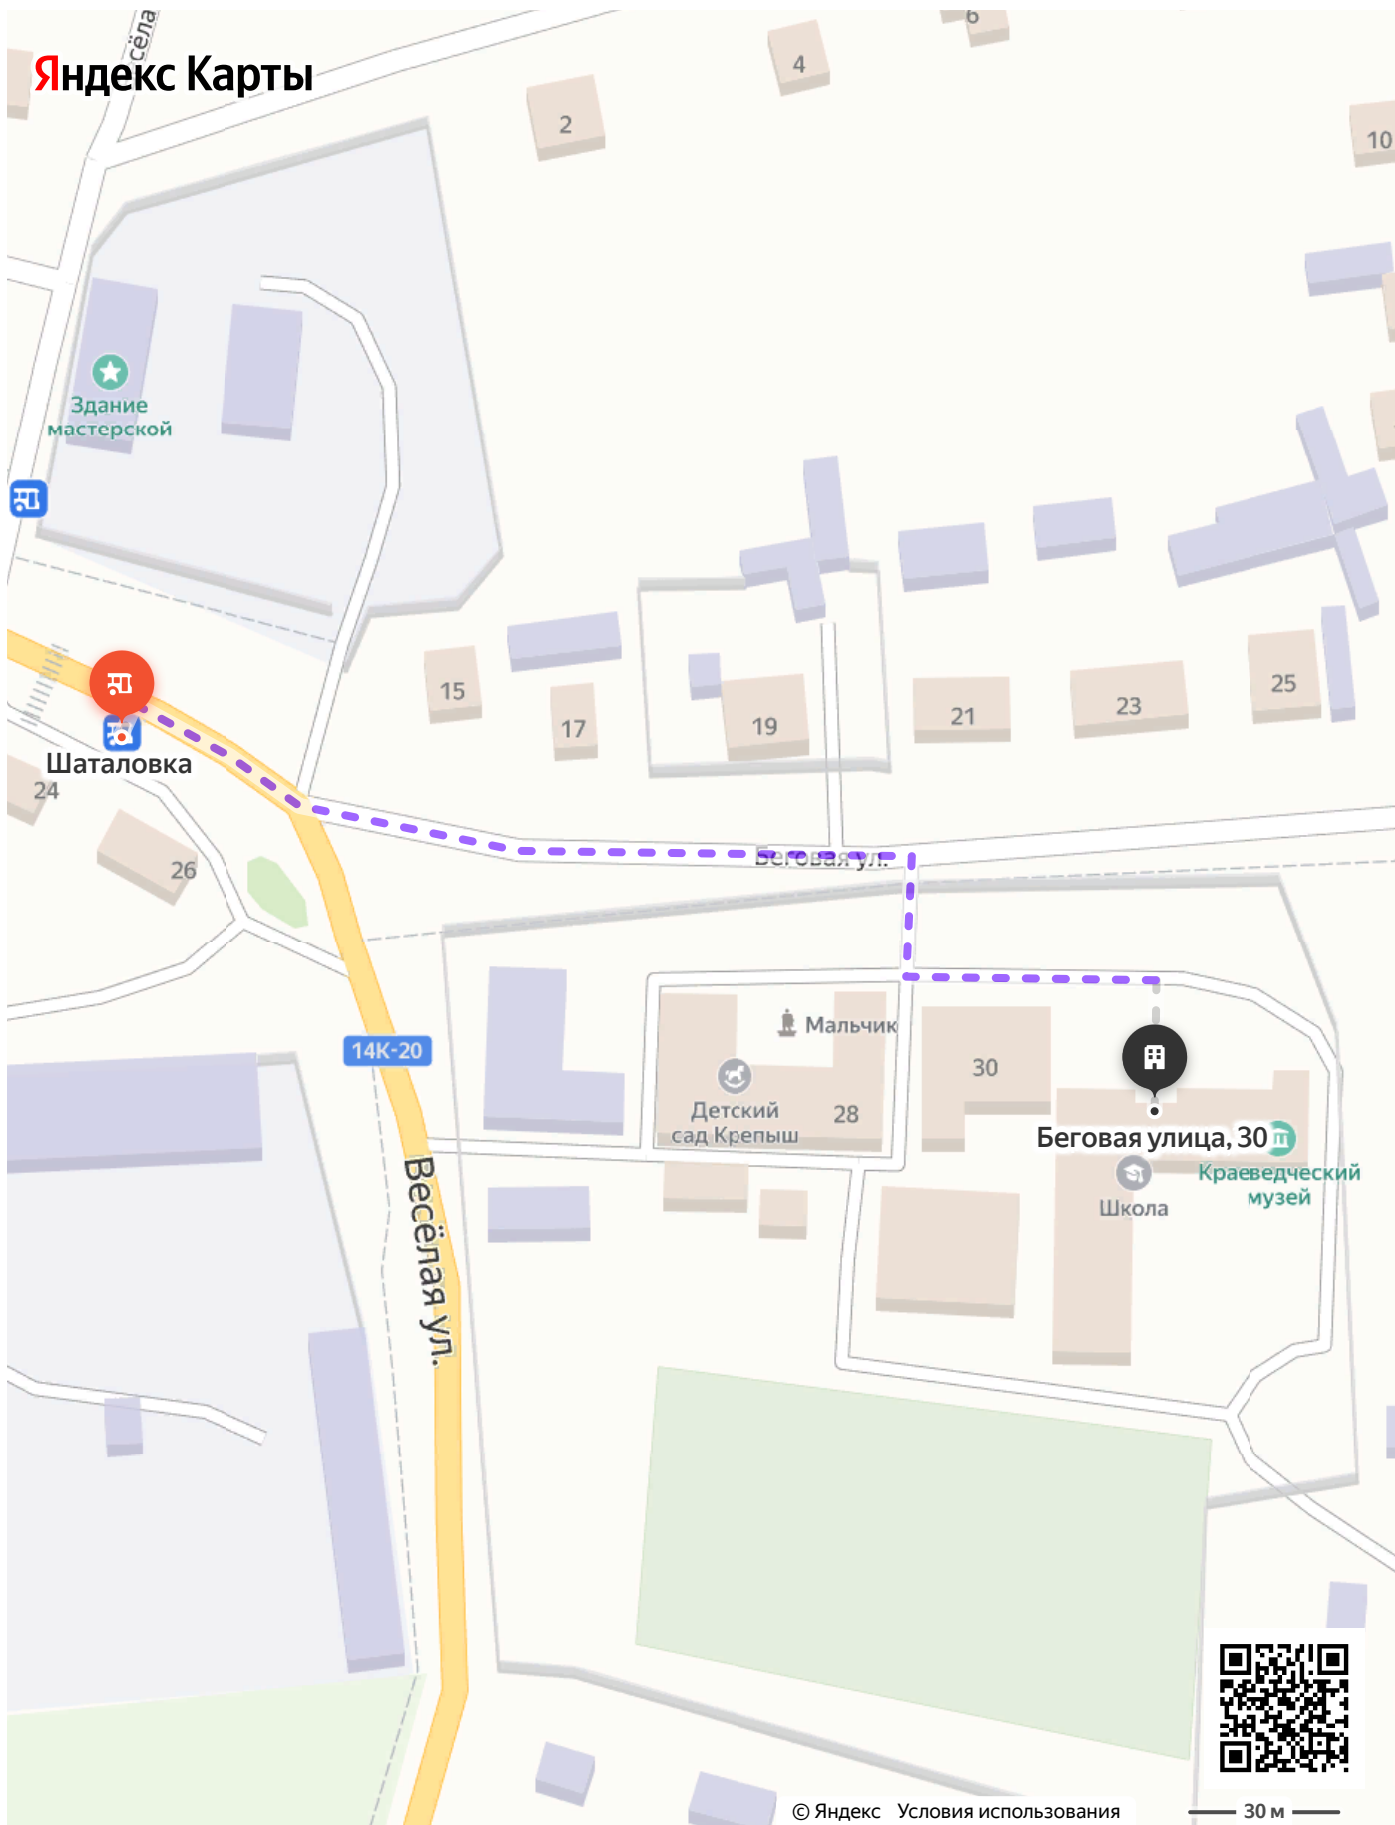 сёла
Яндекс Карты
6
4
2
10
Здание
мастерской
15
17
19
21
23
25
Шаталовка
24
26
Беговая ул.
14К-20
Мальчик
Детский
сад Крепыш
28
30
Беговая улица, 30
Краеведческий
музей
Школа
Весёлая ул.
© Яндекс Условия использования
30 м